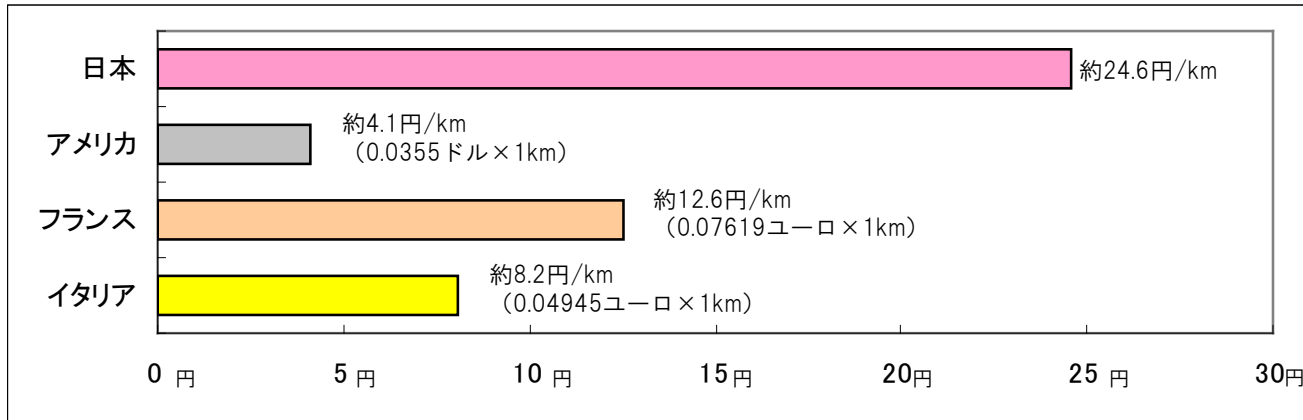 日本
約24.6円/km
アメリカ
約4.1円/km
（0.0355ドル×1km）
フランス
約12.6円/km
（0.07619ユーロ×1km）
イタリア
約8.2円/km
（0.04945ユーロ×1km）
0 円 5 円 10 円 15円 20円 25 円 30円